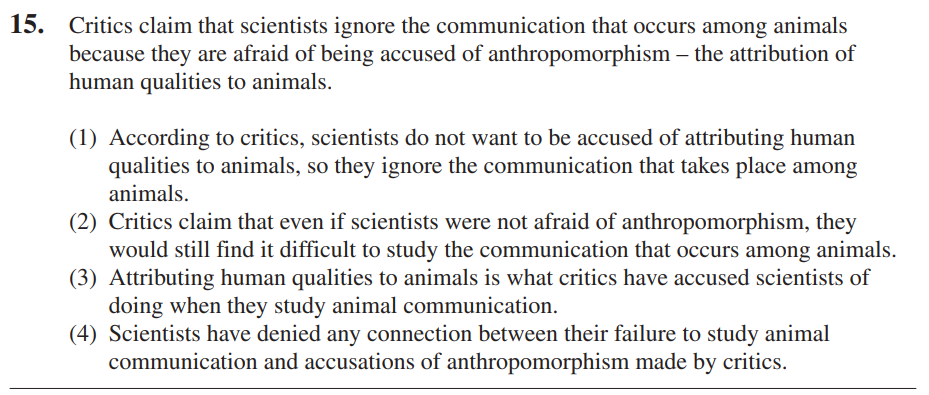 15. Critics claim that scientists ignore the communication that occurs among animals
because they are afraid of being accused of anthropomorphism – the attribution of
human qualities to animals.
(1) According to critics, scientists do not want to be accused of attributing human
qualities to animals, so they ignore the communication that takes place among
animals.
(2) Critics claim that even if scientists were not afraid of anthropomorphism, they
would still find it difficult to study the communication that occurs among animals.
(3) Attributing human qualities to animals is what critics have accused scientists of
doing when they study animal communication.
(4) Scientists have denied any connection between their failure to study animal
communication and accusations of anthropomorphism made by critics.